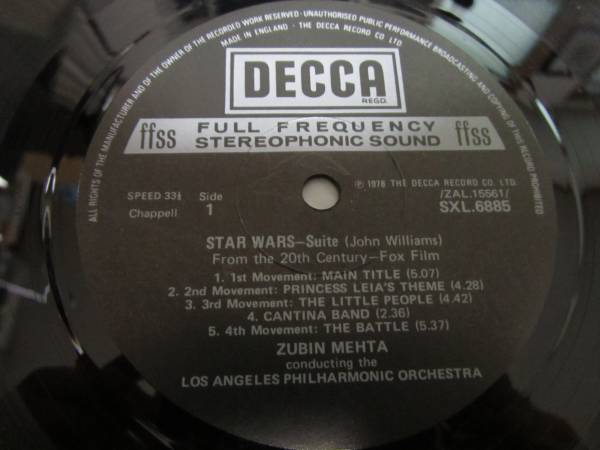 ALL RIGHTS OF THE MANUFACTURER AND OF THE OWNER OF THE RECORDED WORK RESERVED · UNAUTHORISED PUBLIC PERFORMANCE BROADCASTING AND COPYING OF THIS RECORD PROHIBITED
MADE IN ENGLAND · THE DECCA RECORD CO LTD
DECCA
REGD.
ffss FULL FREQUENCY ffss
STEREOPHONIC SOUND
SPEED 33⅓ Side
Chappell 1
℗ 1978 THE DECCA RECORD CO. LTD.
/ZAL.15561/
SXL.6885
STAR WARS–Suite (John Williams)
From the 20th Century–Fox Film
1. 1st Movement: MAIN TITLE (5.07)
2. 2nd Movement: PRINCESS LEIA'S THEME (4.28)
3. 3rd Movement: THE LITTLE PEOPLE (4.42)
4. CANTINA BAND (2.36)
5. 4th Movement: THE BATTLE (5.37)
ZUBIN MEHTA
conducting the
LOS ANGELES PHILHARMONIC ORCHESTRA